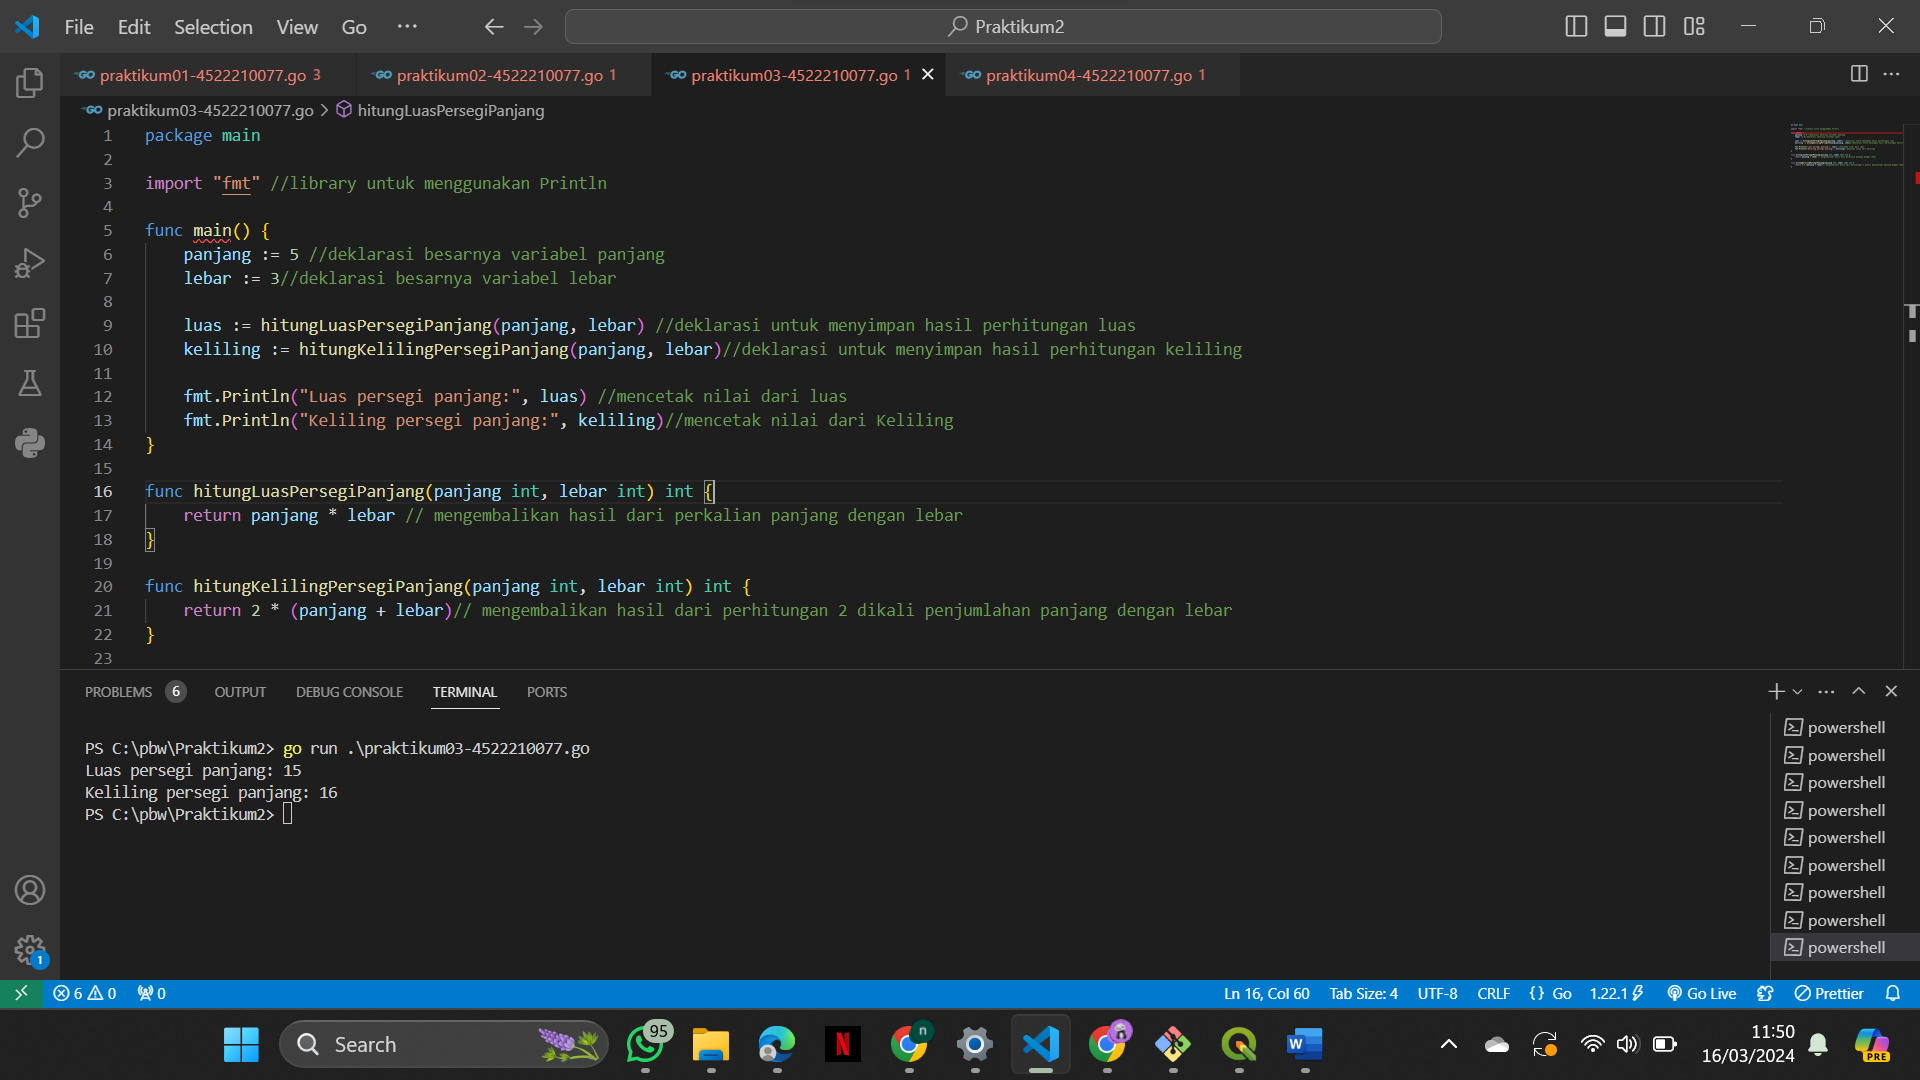 File Edit Selection View Go ··· Praktikum2
praktikum01-4522210077.go 3 praktikum02-4522210077.go 1 praktikum03-4522210077.go 1 praktikum04-4522210077.go 1
praktikum03-4522210077.go > hitungLuasPersegiPanjang
1 package main
2
3 import "fmt" //library untuk menggunakan Println
4
5 func main() {
6 panjang := 5 //deklarasi besarnya variabel panjang
7 lebar := 3//deklarasi besarnya variabel lebar
8
9 luas := hitungLuasPersegiPanjang(panjang, lebar) //deklarasi untuk menyimpan hasil perhitungan luas
10 keliling := hitungKelilingPersegiPanjang(panjang, lebar)//deklarasi untuk menyimpan hasil perhitungan keliling
11
12 fmt.Println("Luas persegi panjang:", luas) //mencetak nilai dari luas
13 fmt.Println("Keliling persegi panjang:", keliling)//mencetak nilai dari Keliling
14 }
15
16 func hitungLuasPersegiPanjang(panjang int, lebar int) int {
17 return panjang * lebar // mengembalikan hasil dari perkalian panjang dengan lebar
18 }
19
20 func hitungKelilingPersegiPanjang(panjang int, lebar int) int {
21 return 2 * (panjang + lebar)// mengembalikan hasil dari perhitungan 2 dikali penjumlahan panjang dengan lebar
22 }
23
PROBLEMS 6 OUTPUT DEBUG CONSOLE TERMINAL PORTS
PS C:\pbw\Praktikum2> go run .\praktikum03-4522210077.go
Luas persegi panjang: 15
Keliling persegi panjang: 16
PS C:\pbw\Praktikum2>
powershell
powershell
powershell
powershell
powershell
powershell
powershell
powershell
powershell
1
6 0 0 Ln 16, Col 60 Tab Size: 4 UTF-8 CRLF {} Go 1.22.1 Go Live Prettier
Search 95 N n W 11:50 PRE
16/03/2024